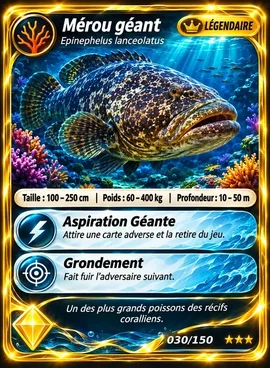 Mérou géant
LÉGENDAIRE
Epinephelus lanceolatus
Taille : 100 – 250 cm | Poids : 60 – 400 kg | Profondeur : 10 – 50 m
Aspiration Géante
Attire une carte adverse et la retire du jeu.
Grondement
Fait fuir l'adversaire suivant.
Un des plus grands poissons des récifs
coralliens.
030/150